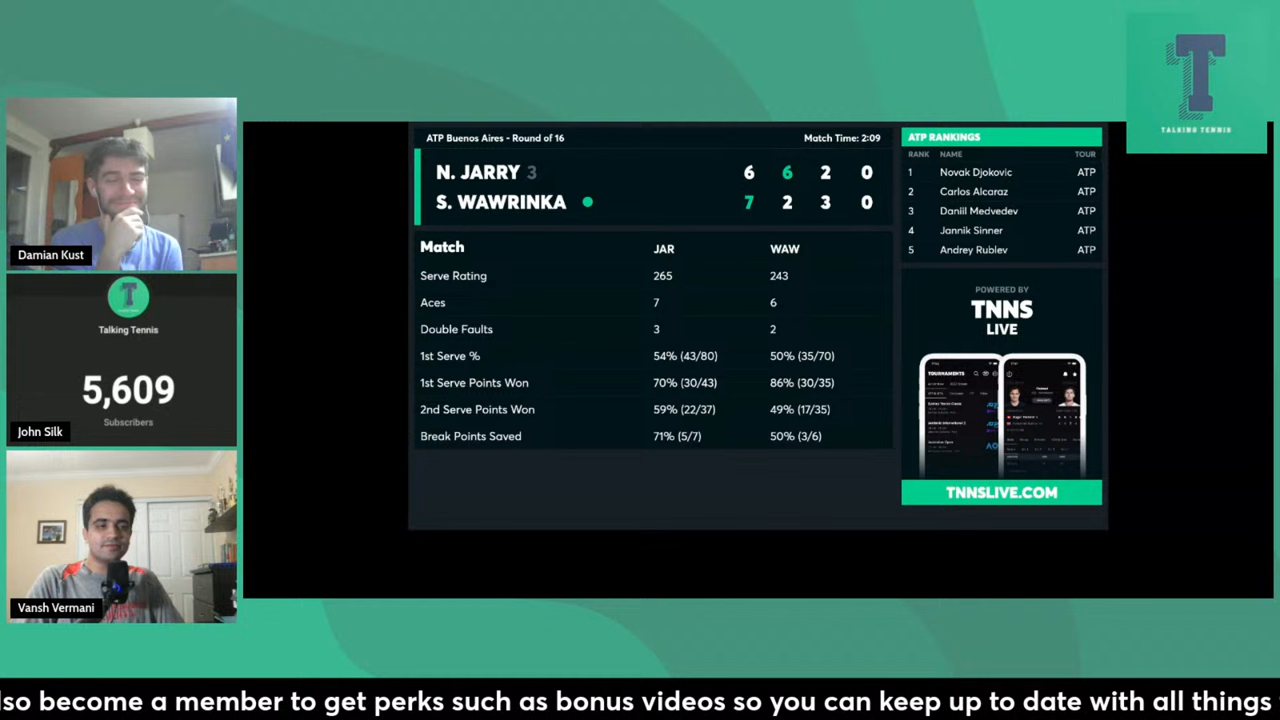 T
TALKING TENNIS
Damian Kust
T
Talking Tennis
5,609
Subscribers
John Silk
Vansh Vermani
ATP Buenos Aires - Round of 16 Match Time: 2:09
N. JARRY 3 6 6 2 0
S. WAWRINKA 7 2 3 0
Match JAR WAW
Serve Rating 265 243
Aces 7 6
Double Faults 3 2
1st Serve % 54% (43/80) 50% (35/70)
1st Serve Points Won 70% (30/43) 86% (30/35)
2nd Serve Points Won 59% (22/37) 49% (17/35)
Break Points Saved 71% (5/7) 50% (3/6)
ATP RANKINGS
RANK NAME TOUR
1 Novak Djokovic ATP
2 Carlos Alcaraz ATP
3 Daniil Medvedev ATP
4 Jannik Sinner ATP
5 Andrey Rublev ATP
POWERED BY
TNNS
LIVE
TOURNAMENTS
TNNSLIVE.COM
lso become a member to get perks such as bonus videos so you can keep up to date with all things